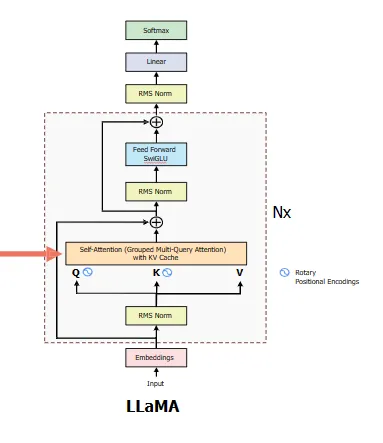 Softmax
Linear
RMS Norm
Feed Forward
SwiGLU
RMS Norm
Nx
Self-Attention (Grouped Multi-Query Attention)
with KV Cache
Q K V
Rotary
Positional Encodings
RMS Norm
Embeddings
Input
LLaMA